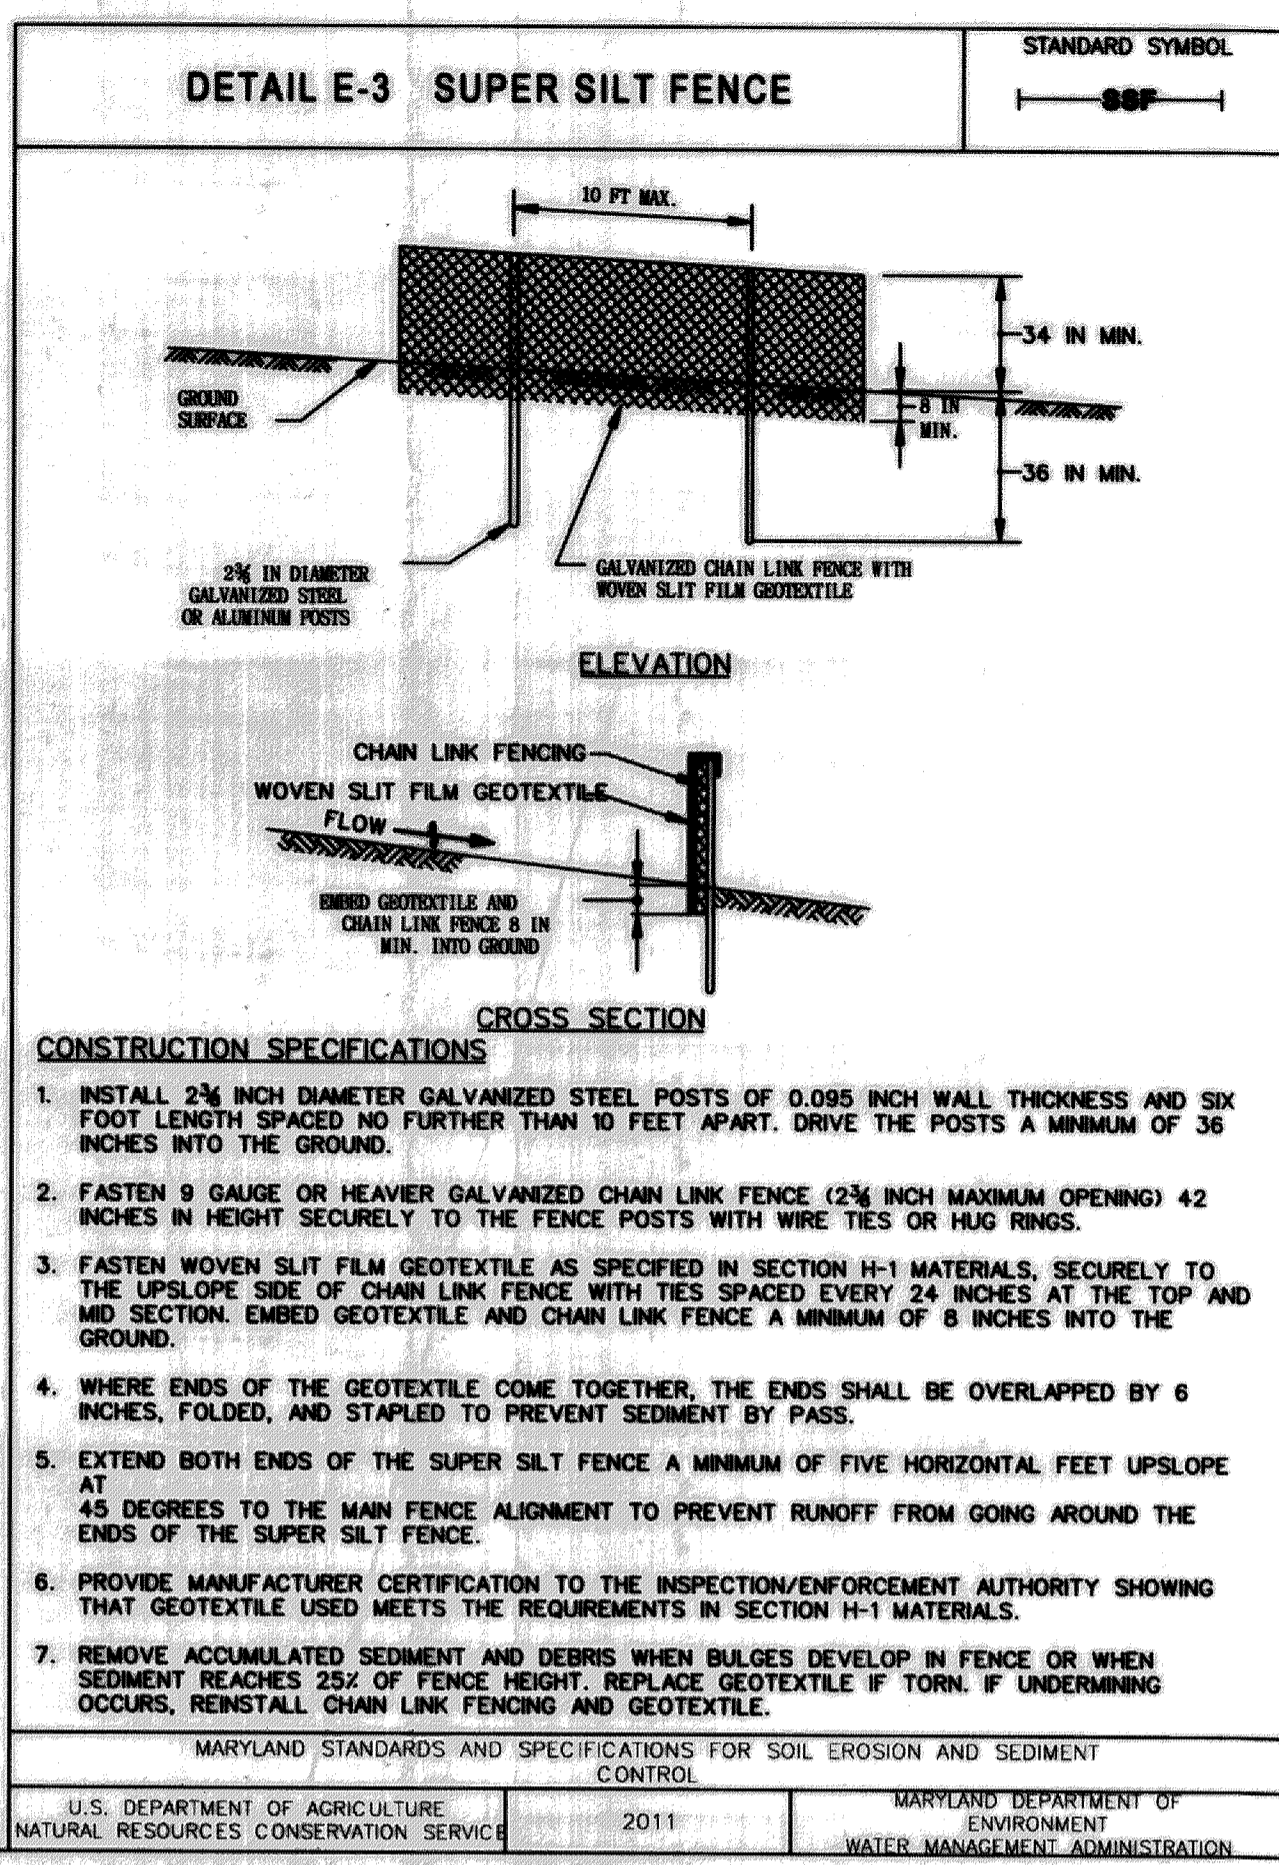 DETAIL E-3 SUPER SILT FENCE
STANDARD SYMBOL
SSF
10 FT MAX.
34 IN MIN.
GROUND
SURFACE
8 IN
MIN.
36 IN MIN.
IN DIAMETER
GALVANIZED STEEL
OR ALUMINUM POSTS
GALVANIZED CHAIN LINK FENCE WITH
WOVEN SLIT FILM GEOTEXTILE
ELEVATION
CHAIN LINK FENCING
WOVEN SLIT FILM GEOTEXTILE
FLOW
EMBED GEOTEXTILE AND
CHAIN LINK FENCE 8 IN
MIN. INTO GROUND
CROSS SECTION
CONSTRUCTION SPECIFICATIONS
1. INSTALL INCH DIAMETER GALVANIZED STEEL POSTS OF 0.095 INCH WALL THICKNESS AND SIX
FOOT LENGTH SPACED NO FURTHER THAN 10 FEET APART. DRIVE THE POSTS A MINIMUM OF 36
INCHES INTO THE GROUND.
2. FASTEN 9 GAUGE OR HEAVIER GALVANIZED CHAIN LINK FENCE ( INCH MAXIMUM OPENING) 42
INCHES IN HEIGHT SECURELY TO THE FENCE POSTS WITH WIRE TIES OR HUG RINGS.
3. FASTEN WOVEN SLIT FILM GEOTEXTILE AS SPECIFIED IN SECTION H-1 MATERIALS, SECURELY TO
THE UPSLOPE SIDE OF CHAIN LINK FENCE WITH TIES SPACED EVERY 24 INCHES AT THE TOP AND
MID SECTION. EMBED GEOTEXTILE AND CHAIN LINK FENCE A MINIMUM OF 8 INCHES INTO THE
GROUND.
4. WHERE ENDS OF THE GEOTEXTILE COME TOGETHER, THE ENDS SHALL BE OVERLAPPED BY 6
INCHES, FOLDED, AND STAPLED TO PREVENT SEDIMENT BY PASS.
5. EXTEND BOTH ENDS OF THE SUPER SILT FENCE A MINIMUM OF FIVE HORIZONTAL FEET UPSLOPE
AT
45 DEGREES TO THE MAIN FENCE ALIGNMENT TO PREVENT RUNOFF FROM GOING AROUND THE
ENDS OF THE SUPER SILT FENCE.
6. PROVIDE MANUFACTURER CERTIFICATION TO THE INSPECTION/ENFORCEMENT AUTHORITY SHOWING
THAT GEOTEXTILE USED MEETS THE REQUIREMENTS IN SECTION H-1 MATERIALS.
7. REMOVE ACCUMULATED SEDIMENT AND DEBRIS WHEN BULGES DEVELOP IN FENCE OR WHEN
SEDIMENT REACHES 25% OF FENCE HEIGHT. REPLACE GEOTEXTILE IF TORN. IF UNDERMINING
OCCURS, REINSTALL CHAIN LINK FENCING AND GEOTEXTILE.
MARYLAND STANDARDS AND SPECIFICATIONS FOR SOIL EROSION AND SEDIMENT
CONTROL
U.S. DEPARTMENT OF AGRICULTURE
NATURAL RESOURCES CONSERVATION SERVICE
2011
MARYLAND DEPARTMENT OF
ENVIRONMENT
WATER MANAGEMENT ADMINISTRATION